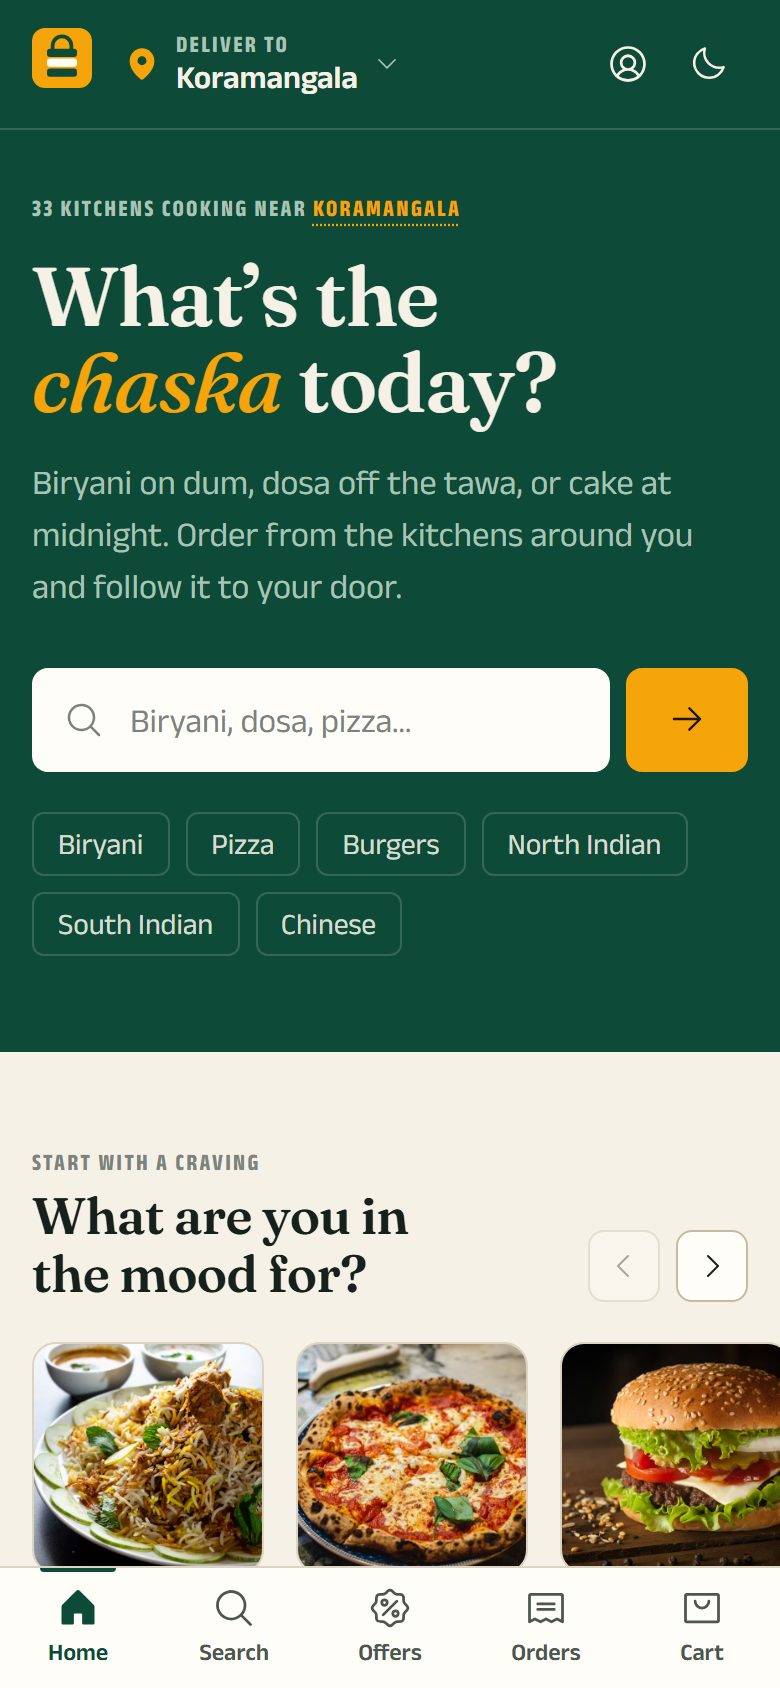 DELIVER TO
Koramangala
33 KITCHENS COOKING NEAR KORAMANGALA
What’s the
chaska today?
Biryani on dum, dosa off the tawa, or cake at
midnight. Order from the kitchens around you
and follow it to your door.
Biryani, dosa, pizza...
Biryani
Pizza
Burgers
North Indian
South Indian
Chinese
START WITH A CRAVING
What are you in
the mood for?
Home
Search
Offers
Orders
Cart